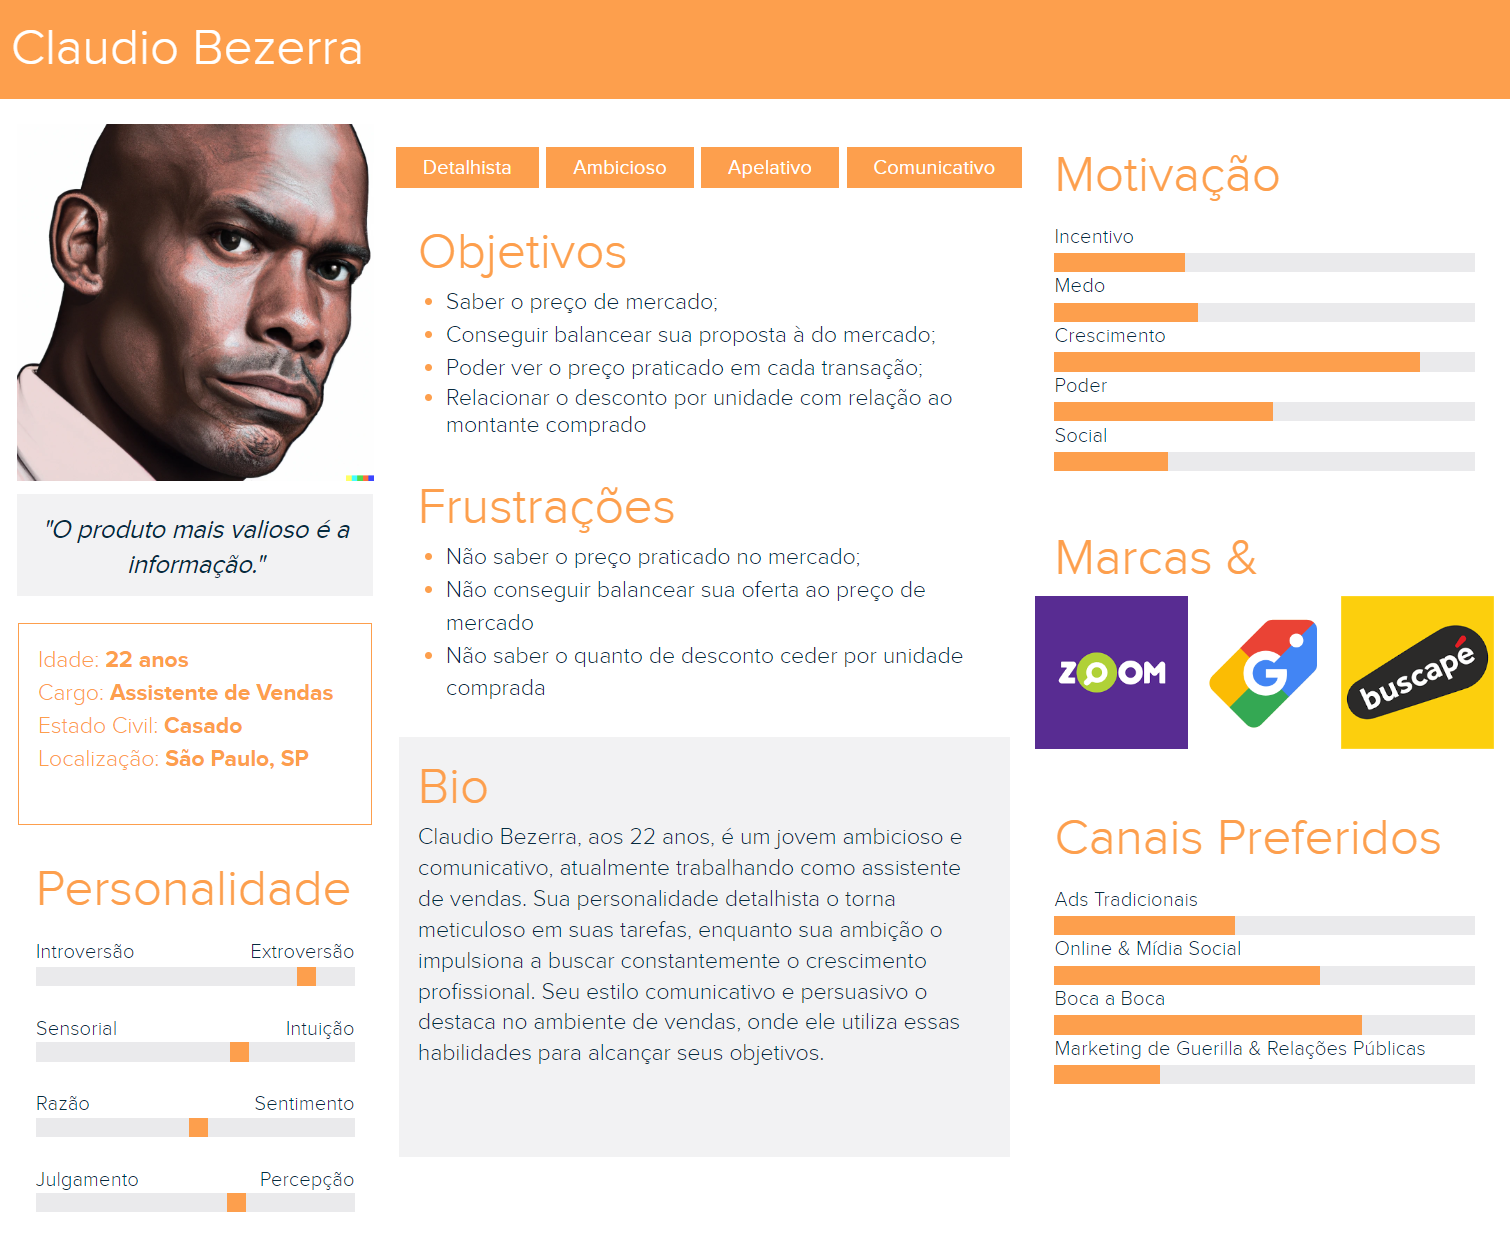 Claudio Bezerra
"O produto mais valioso é a
informação."
Idade: 22 anos
Cargo: Assistente de Vendas
Estado Civil: Casado
Localização: São Paulo, SP
Personalidade
Introversão Extroversão
Sensorial Intuição
Razão Sentimento
Julgamento Percepção
Detalhista Ambicioso Apelativo Comunicativo
Objetivos
Saber o preço de mercado;
Conseguir balancear sua proposta à do mercado;
Poder ver o preço praticado em cada transação;
Relacionar o desconto por unidade com relação ao
montante comprado
Frustrações
Não saber o preço praticado no mercado;
Não conseguir balancear sua oferta ao preço de
mercado
Não saber o quanto de desconto ceder por unidade
comprada
Bio
Claudio Bezerra, aos 22 anos, é um jovem ambicioso e
comunicativo, atualmente trabalhando como assistente
de vendas. Sua personalidade detalhista o torna
meticuloso em suas tarefas, enquanto sua ambição o
impulsiona a buscar constantemente o crescimento
profissional. Seu estilo comunicativo e persuasivo o
destaca no ambiente de vendas, onde ele utiliza essas
habilidades para alcançar seus objetivos.
Motivação
Incentivo
Medo
Crescimento
Poder
Social
Marcas &
ZOOM
G
buscapé
Canais Preferidos
Ads Tradicionais
Online & Mídia Social
Boca a Boca
Marketing de Guerilla & Relações Públicas